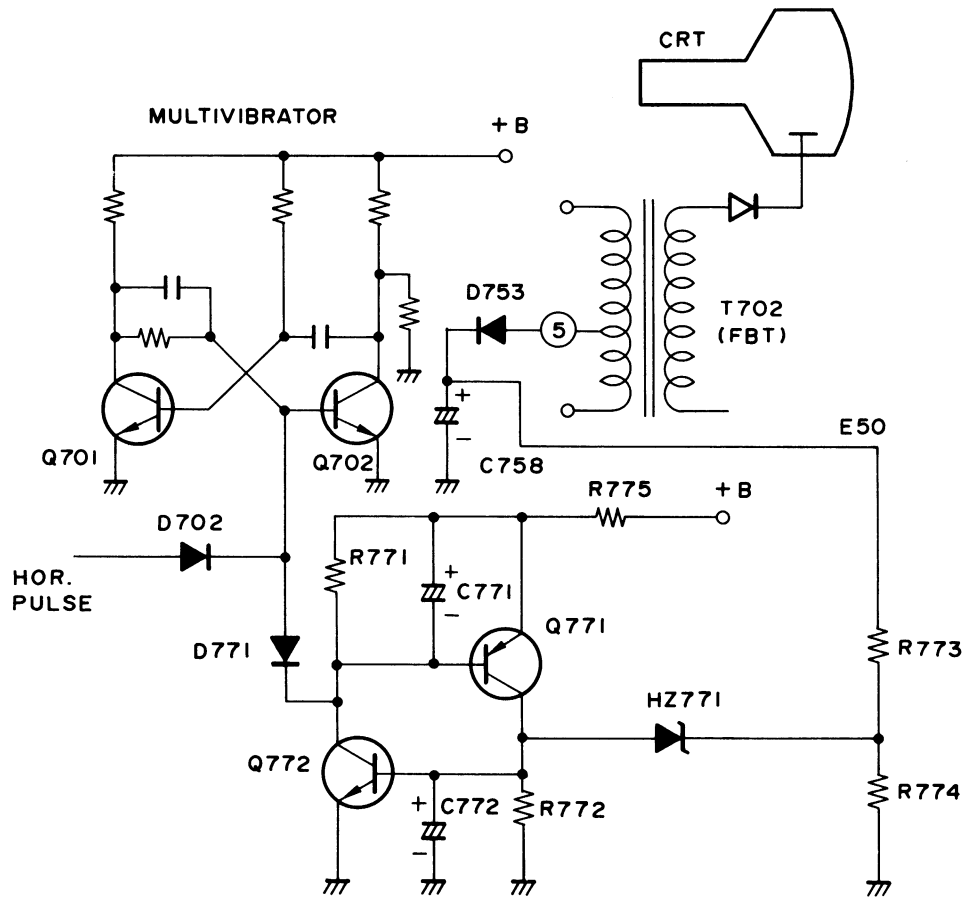 CRT
MULTIVIBRATOR
+B
D753
5
T702
(FBT)
+
-
E50
Q701
Q702
C758
R775
+B
D702
R771
+
C771
-
HOR.
PULSE
Q771
D771
R773
HZ771
Q772
+
C772
-
R772
R774